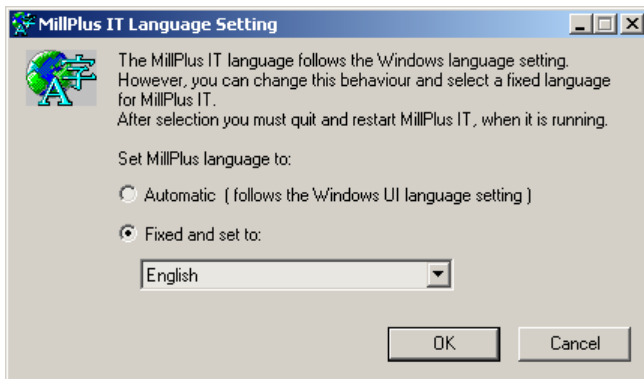 MillPlus IT Language Setting
The MillPlus IT language follows the Windows language setting.
However, you can change this behaviour and select a fixed language
for MillPlus IT.
After selection you must quit and restart MillPlus IT, when it is running.
Set MillPlus language to:
Automatic ( follows the Windows UI language setting )
Fixed and set to:
English
OK Cancel